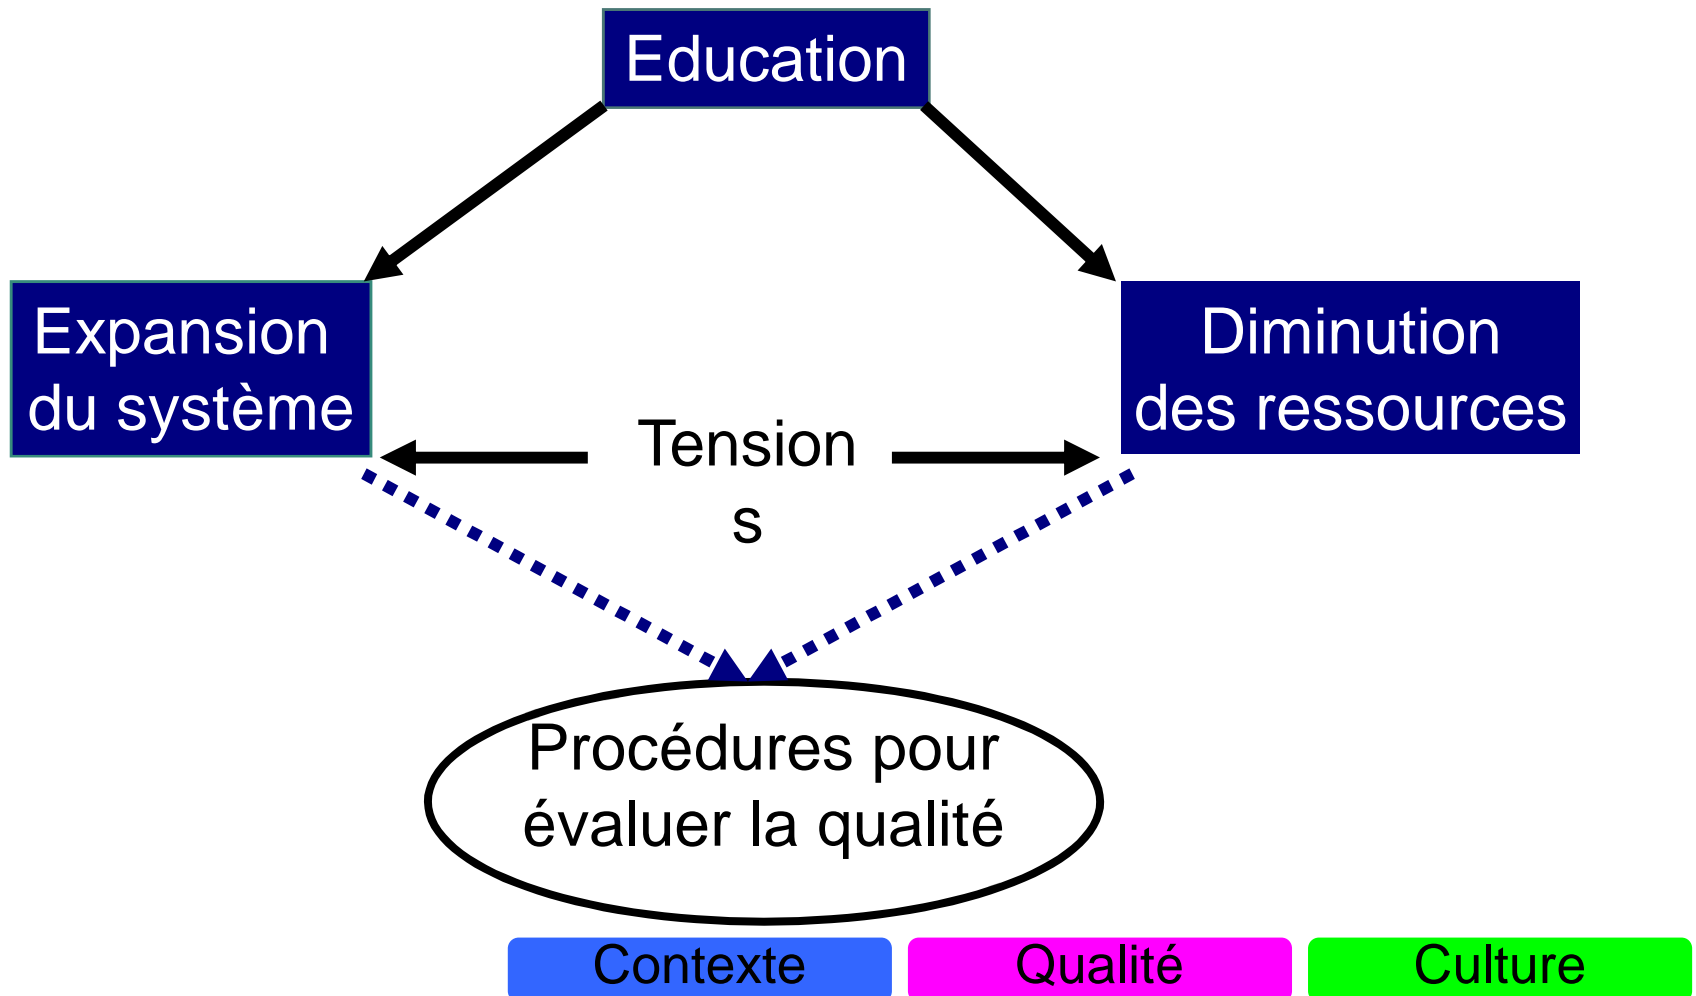 Education
Expansion
du système
Diminution
des ressources
Tension
s
Procédures pour
évaluer la qualité
Contexte
Qualité
Culture